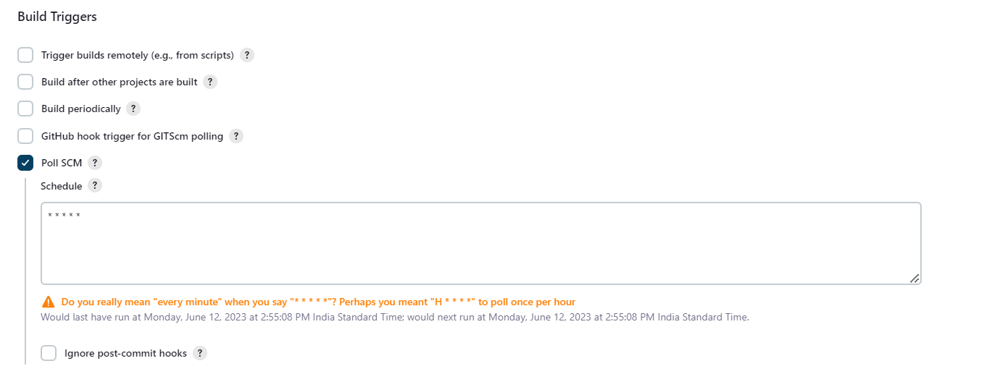 Build Triggers
Trigger builds remotely (e.g., from scripts) ?
Build after other projects are built ?
Build periodically ?
GitHub hook trigger for GITScm polling ?
Poll SCM ?
Schedule ?
* * * * *
Do you really mean "every minute" when you say "* * * * *"? Perhaps you meant "H * * * *" to poll once per hour
Would last have run at Monday, June 12, 2023 at 2:55:08 PM India Standard Time; would next run at Monday, June 12, 2023 at 2:55:08 PM India Standard Time.
Ignore post-commit hooks ?